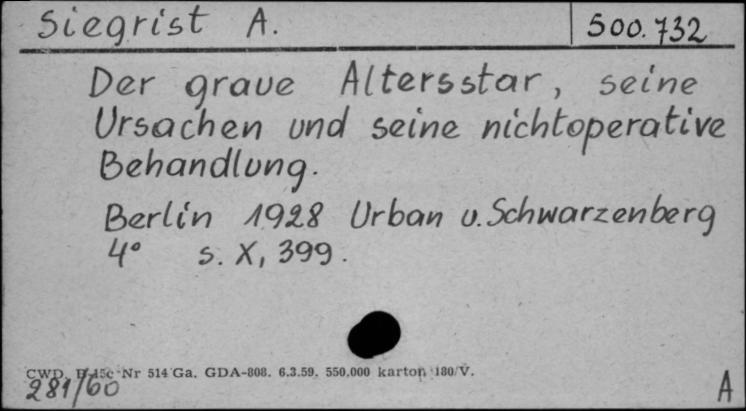 Siegrist A. 500.732
Der graue Altersstar, seine
Ursachen und seine nichtoperative
Behandlung.
Berlin 1928 Urban u. Schwarzenberg
4° s. X, 399.
CWD. Nr 514 Ga. GDA-808. 6.3.59. 550.000 karton 180/V.
281/60
A